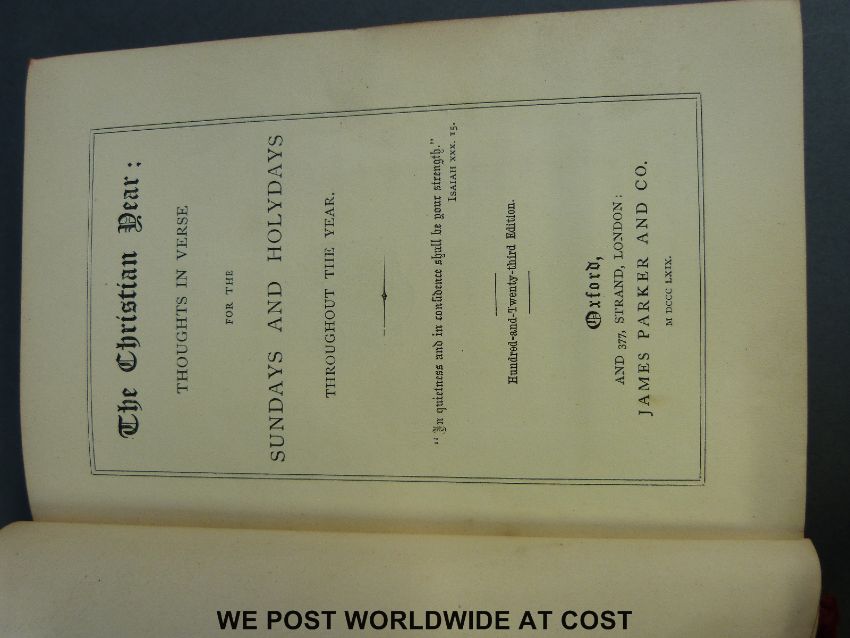 The Christian Year:
THOUGHTS IN VERSE
FOR THE
SUNDAYS AND HOLYDAYS
THROUGHOUT THE YEAR.
"In quietness and in confidence shall be your strength."
ISAIAH XXX. 15.
Hundred-and-Twenty-third Edition.
Oxford,
AND 377, STRAND, LONDON:
JAMES PARKER AND CO.
M DCCC LXIX.
WE POST WORLDWIDE AT COST